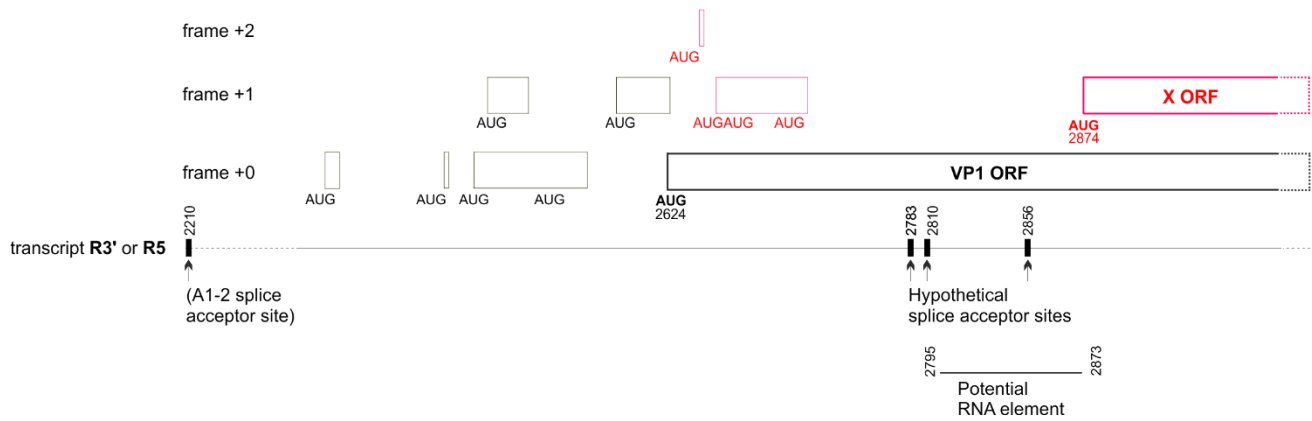 frame +2
AUG
frame +1
X ORF
AUG
AUG
AUGAUG
AUG
AUG
2874
frame +0
VP1 ORF
AUG
AUG
AUG
AUG
AUG
2624
2210
2783
2810
2856
transcript R3' or R5
(A1-2 splice
acceptor site)
Hypothetical
splice acceptor sites
2795
2873
Potential
RNA element